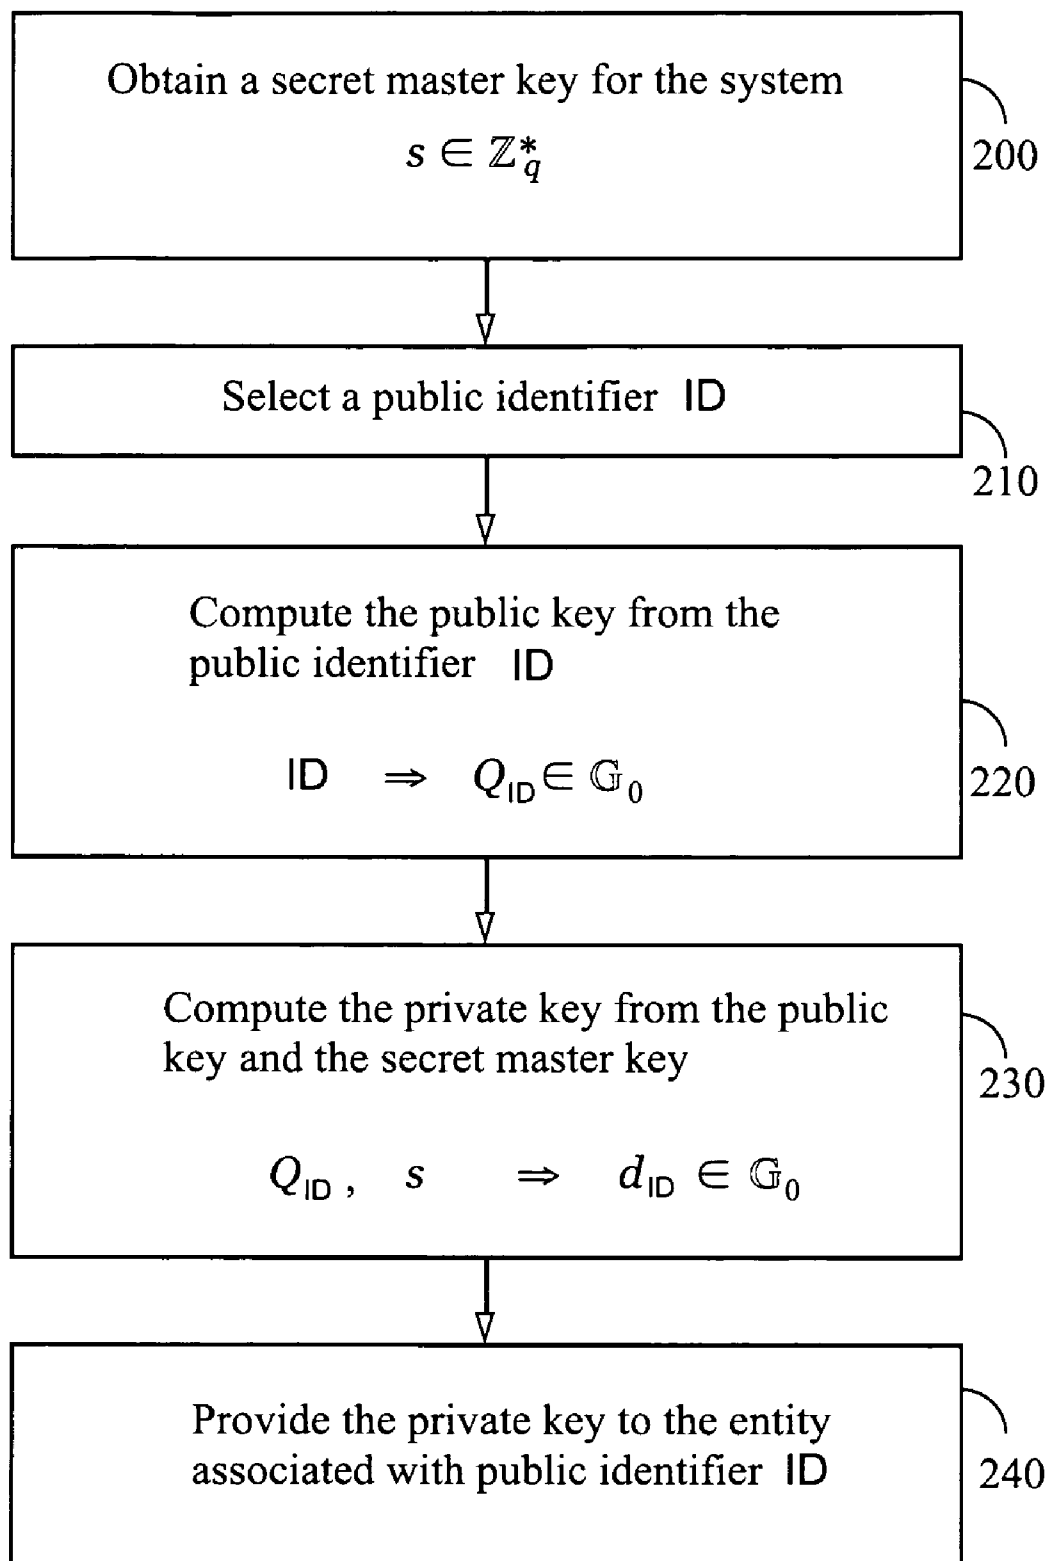 Obtain a secret master key for the system
s ∈ ℤ*q
200
Select a public identifier ID
210
Compute the public key from the
public identifier ID
ID ⇒ QID ∈ 𝔾0
220
Compute the private key from the public
key and the secret master key
230
QID , s ⇒ dID ∈ 𝔾0
Provide the private key to the entity
associated with public identifier ID
240